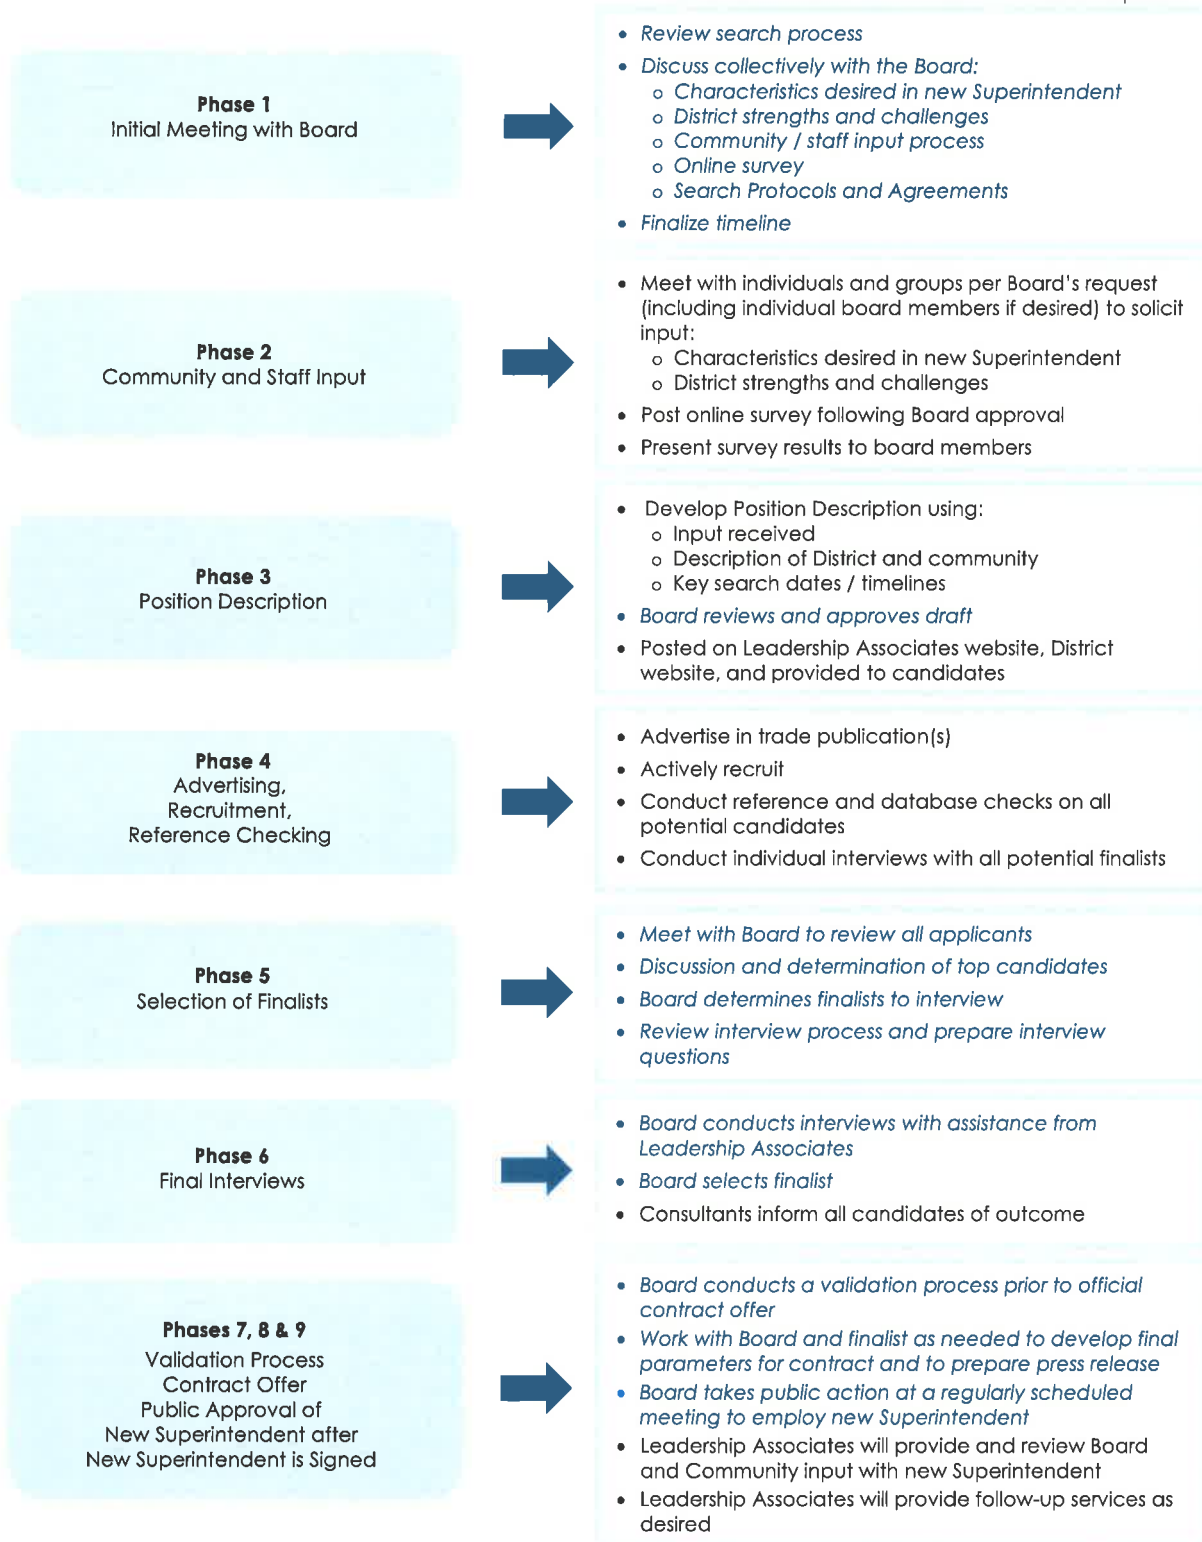 Phase 1
Initial Meeting with Board
• Review search process
• Discuss collectively with the Board:
o Characteristics desired in new Superintendent
o District strengths and challenges
o Community / staff input process
o Online survey
o Search Protocols and Agreements
• Finalize timeline
Phase 2
Community and Staff Input
• Meet with individuals and groups per Board's request
(including individual board members if desired) to solicit
input:
o Characteristics desired in new Superintendent
o District strengths and challenges
• Post online survey following Board approval
• Present survey results to board members
Phase 3
Position Description
• Develop Position Description using:
o Input received
o Description of District and community
o Key search dates / timelines
• Board reviews and approves draft
• Posted on Leadership Associates website, District
website, and provided to candidates
Phase 4
Advertising,
Recruitment,
Reference Checking
• Advertise in trade publication(s)
• Actively recruit
• Conduct reference and database checks on all
potential candidates
• Conduct individual interviews with all potential finalists
Phase 5
Selection of Finalists
• Meet with Board to review all applicants
• Discussion and determination of top candidates
• Board determines finalists to interview
• Review interview process and prepare interview
questions
Phase 6
Final Interviews
• Board conducts interviews with assistance from
Leadership Associates
• Board selects finalist
• Consultants inform all candidates of outcome
Phases 7, 8 & 9
Validation Process
Contract Offer
Public Approval of
New Superintendent after
New Superintendent is Signed
• Board conducts a validation process prior to official
contract offer
• Work with Board and finalist as needed to develop final
parameters for contract and to prepare press release
• Board takes public action at a regularly scheduled
meeting to employ new Superintendent
• Leadership Associates will provide and review Board
and Community input with new Superintendent
• Leadership Associates will provide follow-up services as
desired